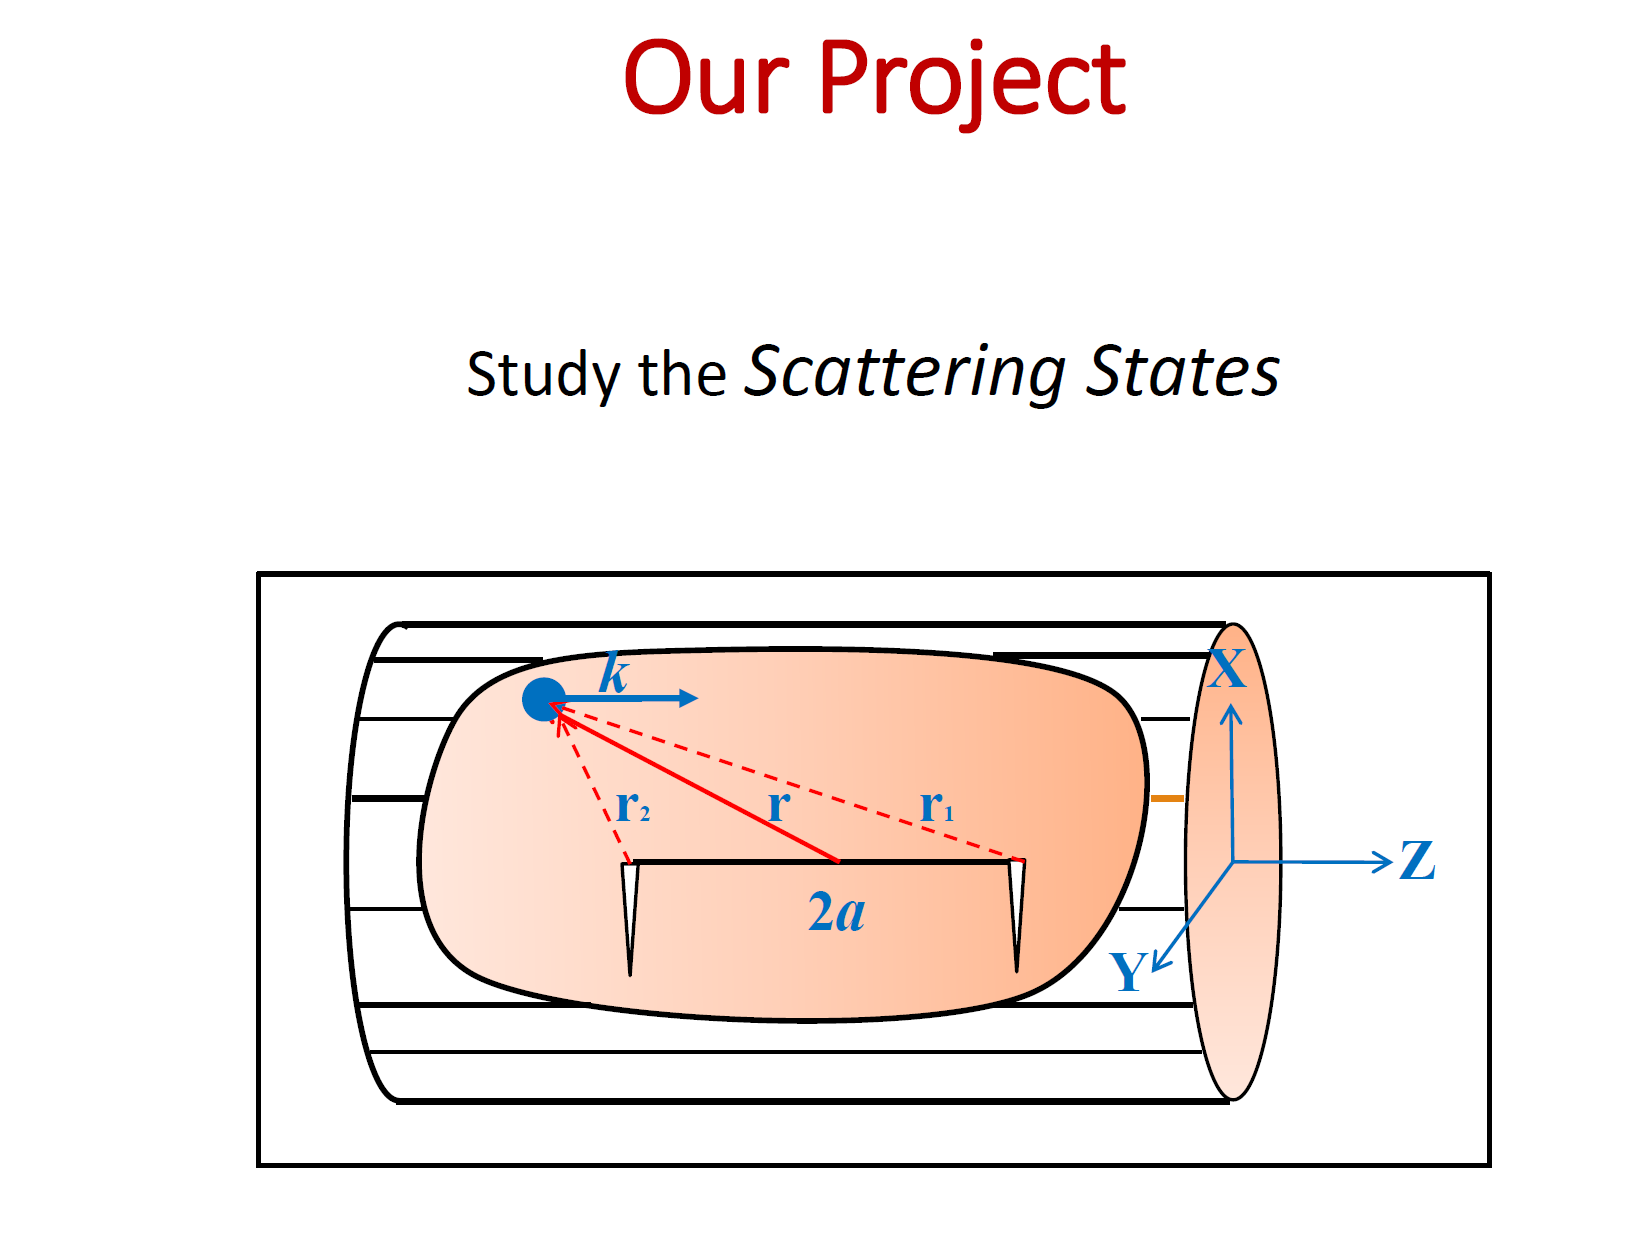 Our Project
Study the Scattering States
k
X
r₂
r
r₁
Z
2a
Y